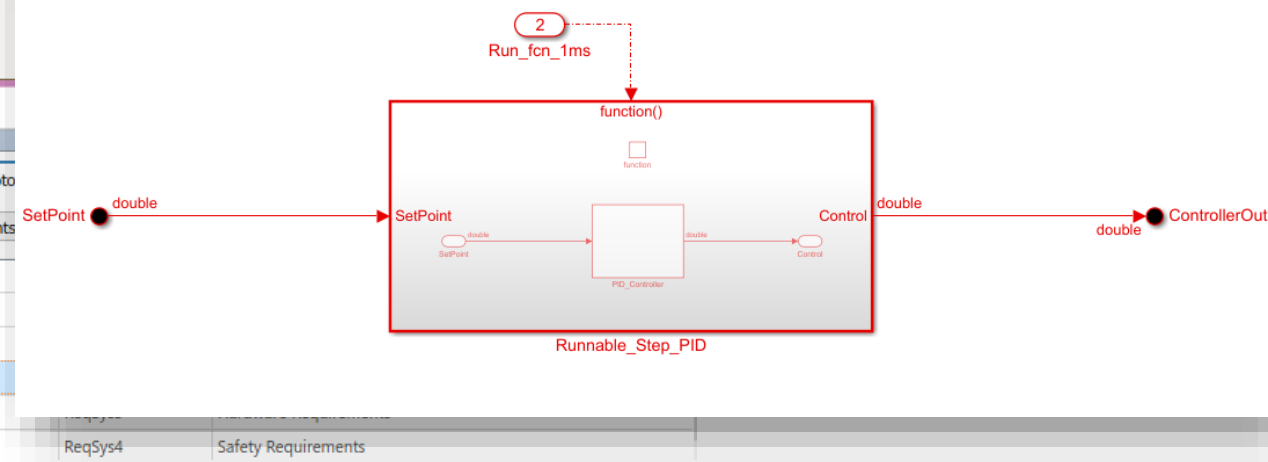 2
Run_fcn_1ms
function()
function
SetPoint
double
SetPoint
Control
double
double
ControllerOut
SetPoint
double
PID_Controller
double
Control
Runnable_Step_PID
ReqSys4
Safety Requirements